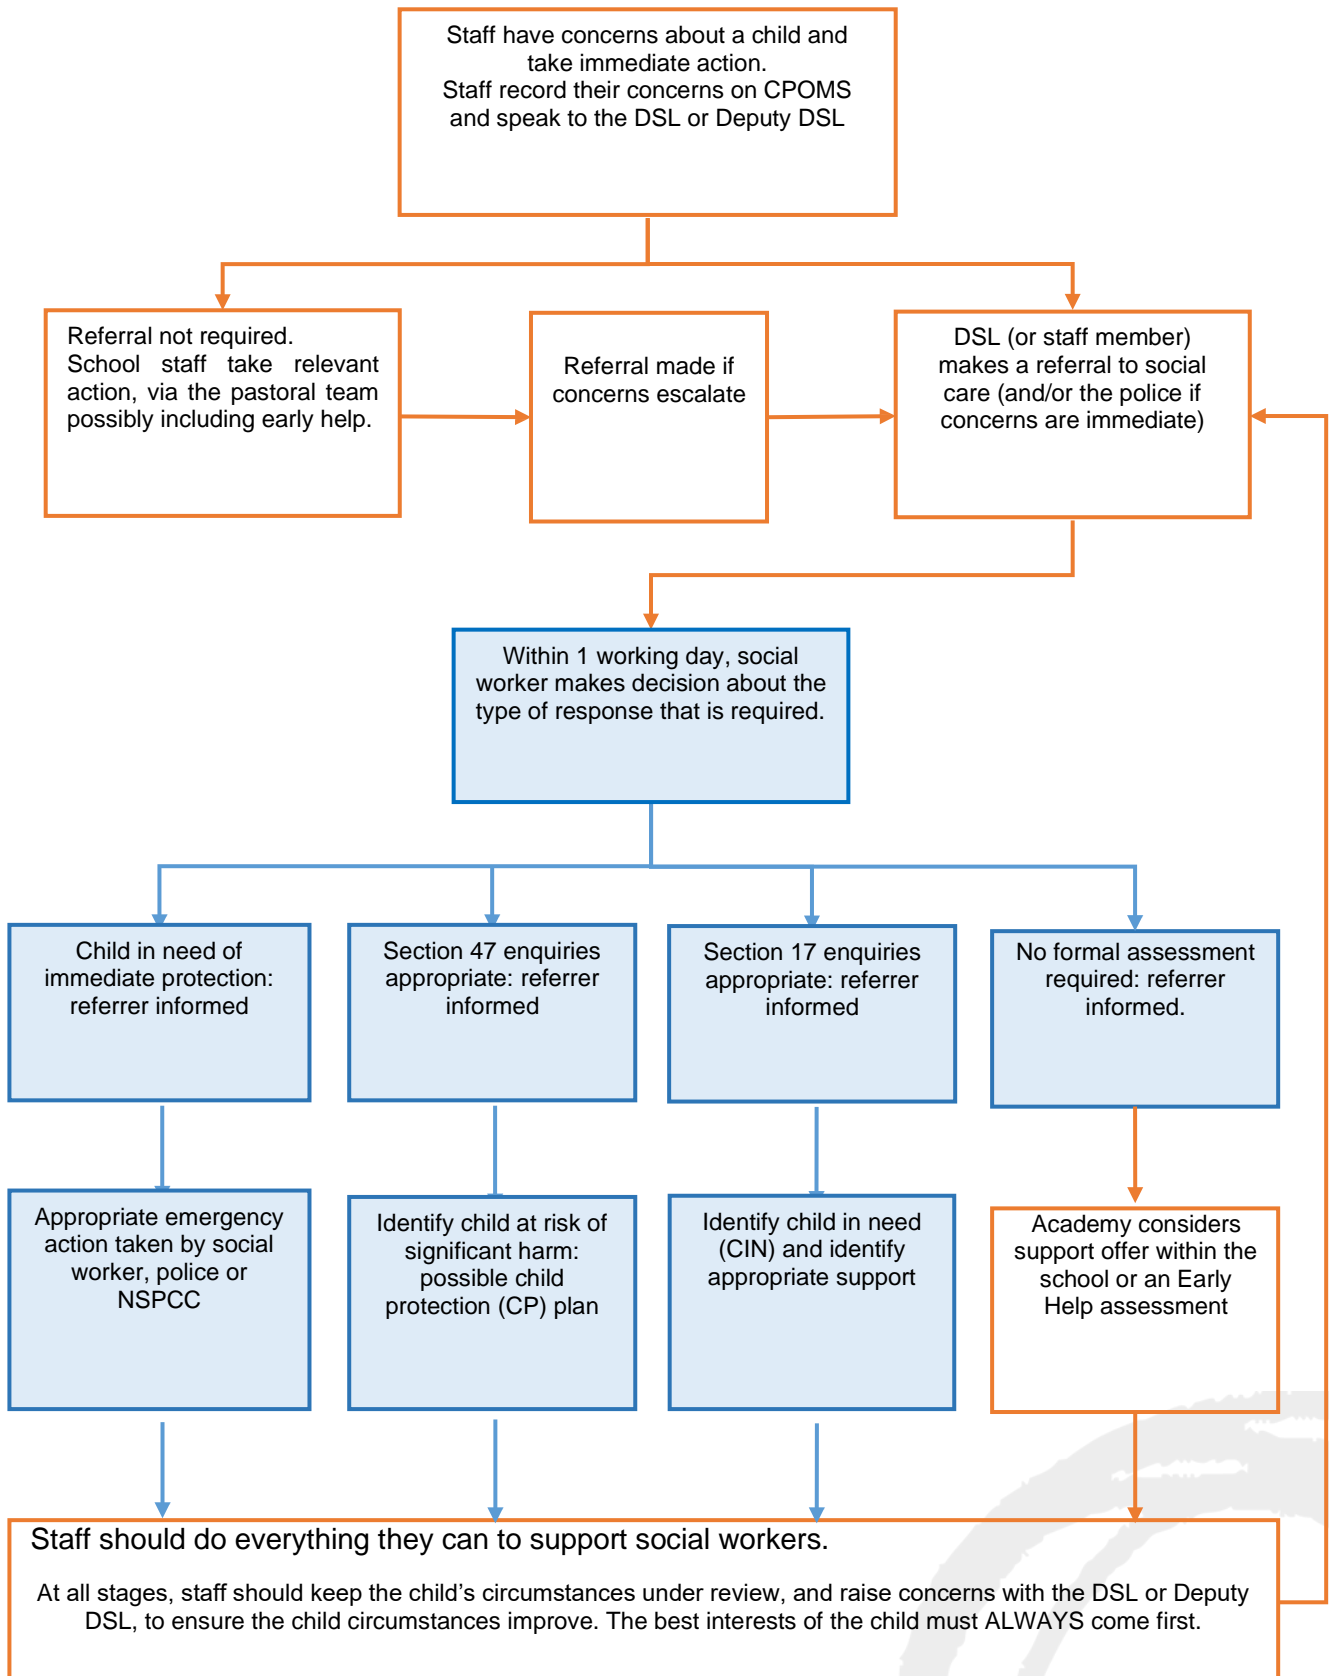 Staff have concerns about a child and
take immediate action.
Staff record their concerns on CPOMS
and speak to the DSL or Deputy DSL
Referral not required.
School staff take relevant
action, via the pastoral team
possibly including early help.
Referral made if
concerns escalate
DSL (or staff member)
makes a referral to social
care (and/or the police if
concerns are immediate)
Within 1 working day, social
worker makes decision about the
type of response that is required.
Child in need of
immediate protection:
referrer informed
Section 47 enquiries
appropriate: referrer
informed
Section 17 enquiries
appropriate: referrer
informed
No formal assessment
required: referrer
informed.
Appropriate emergency
action taken by social
worker, police or
NSPCC
Identify child at risk of
significant harm:
possible child
protection (CP) plan
Identify child in need
(CIN) and identify
appropriate support
Academy considers
support offer within the
school or an Early
Help assessment
Staff should do everything they can to support social workers.
At all stages, staff should keep the child’s circumstances under review, and raise concerns with the DSL or Deputy
DSL, to ensure the child circumstances improve. The best interests of the child must ALWAYS come first.